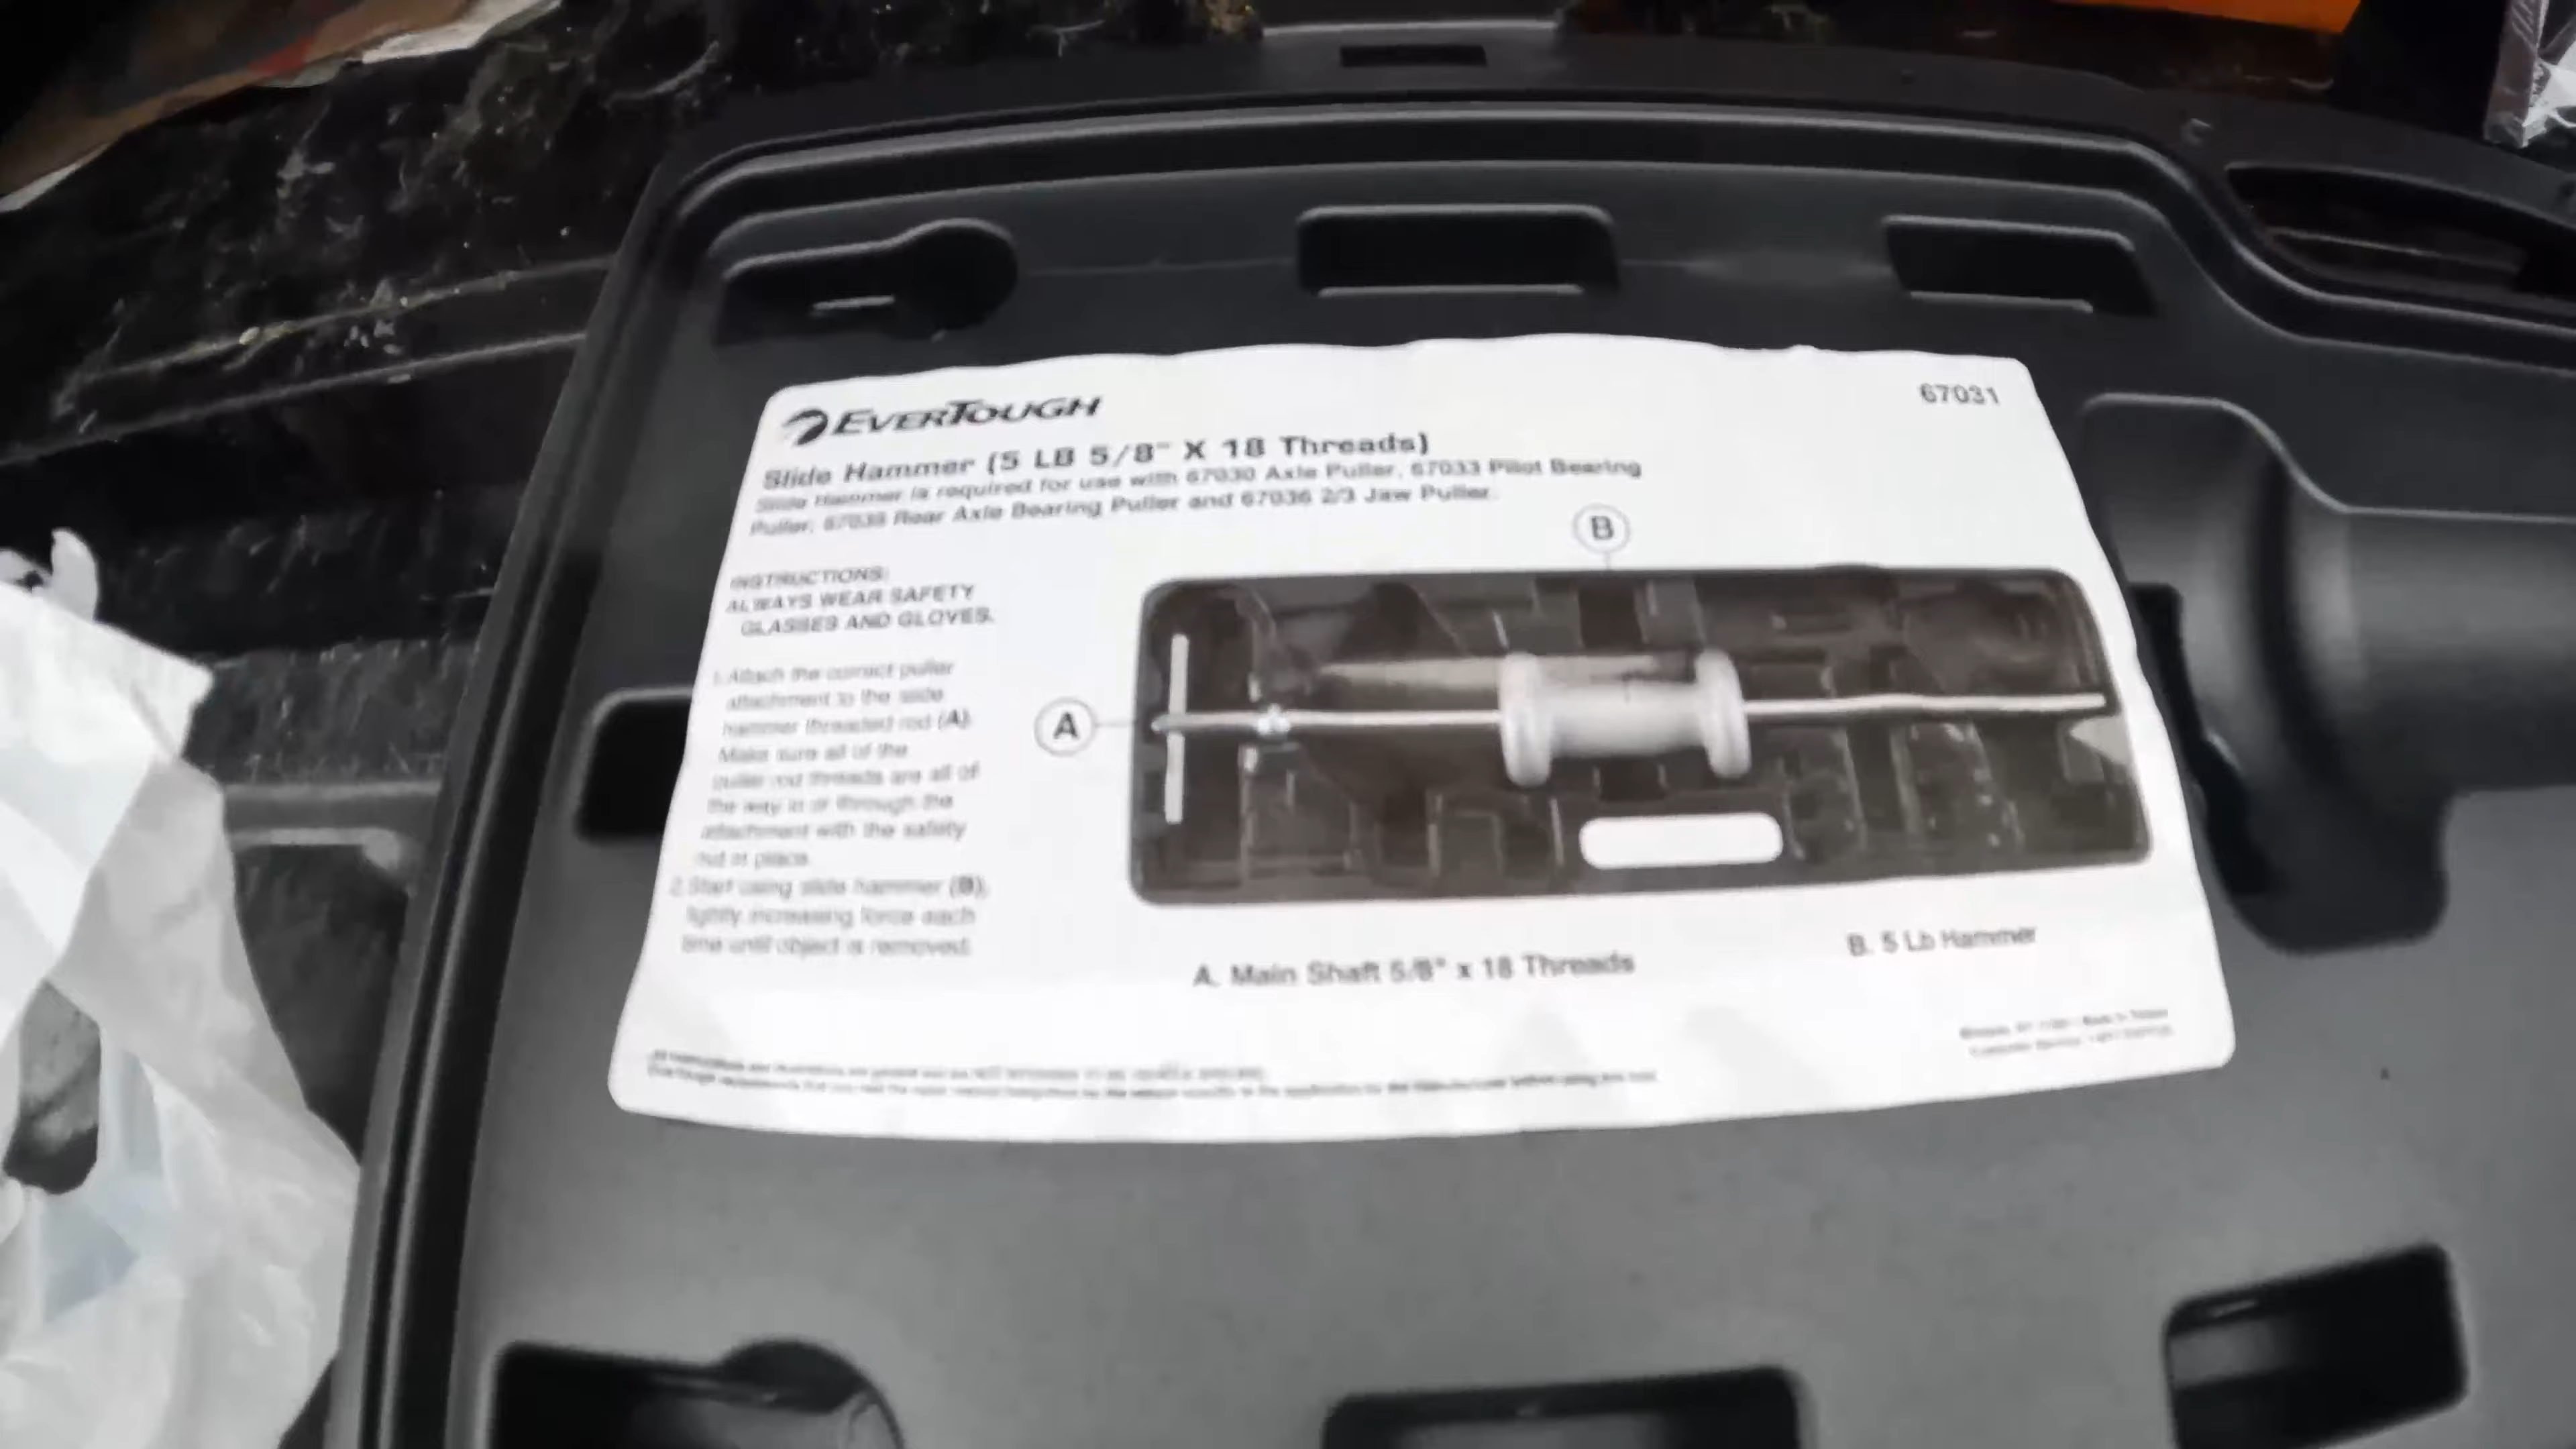 EVERTOUGH
67031
Slide Hammer (5 LB 5/8" X 18 Threads)
Slide Hammer is required for use with 67030 Axle Puller, 67033 Pilot Bearing
Puller, Rear Axle Bearing Puller and 67036 2/3 Jaw Puller.
INSTRUCTIONS:
ALWAYS WEAR SAFETY
GLASSES AND GLOVES.
1. Attach the correct puller
attachment to the slide
hammer threaded rod (A).
Make sure all of the
puller rod threads are all of
the way in or through the
attachment with the safety
nut in place.
2. Start using slide hammer (B),
lightly increasing force each
time until object is removed.
B
A
A. Main Shaft 5/8" x 18 Threads
B. 5 Lb Hammer